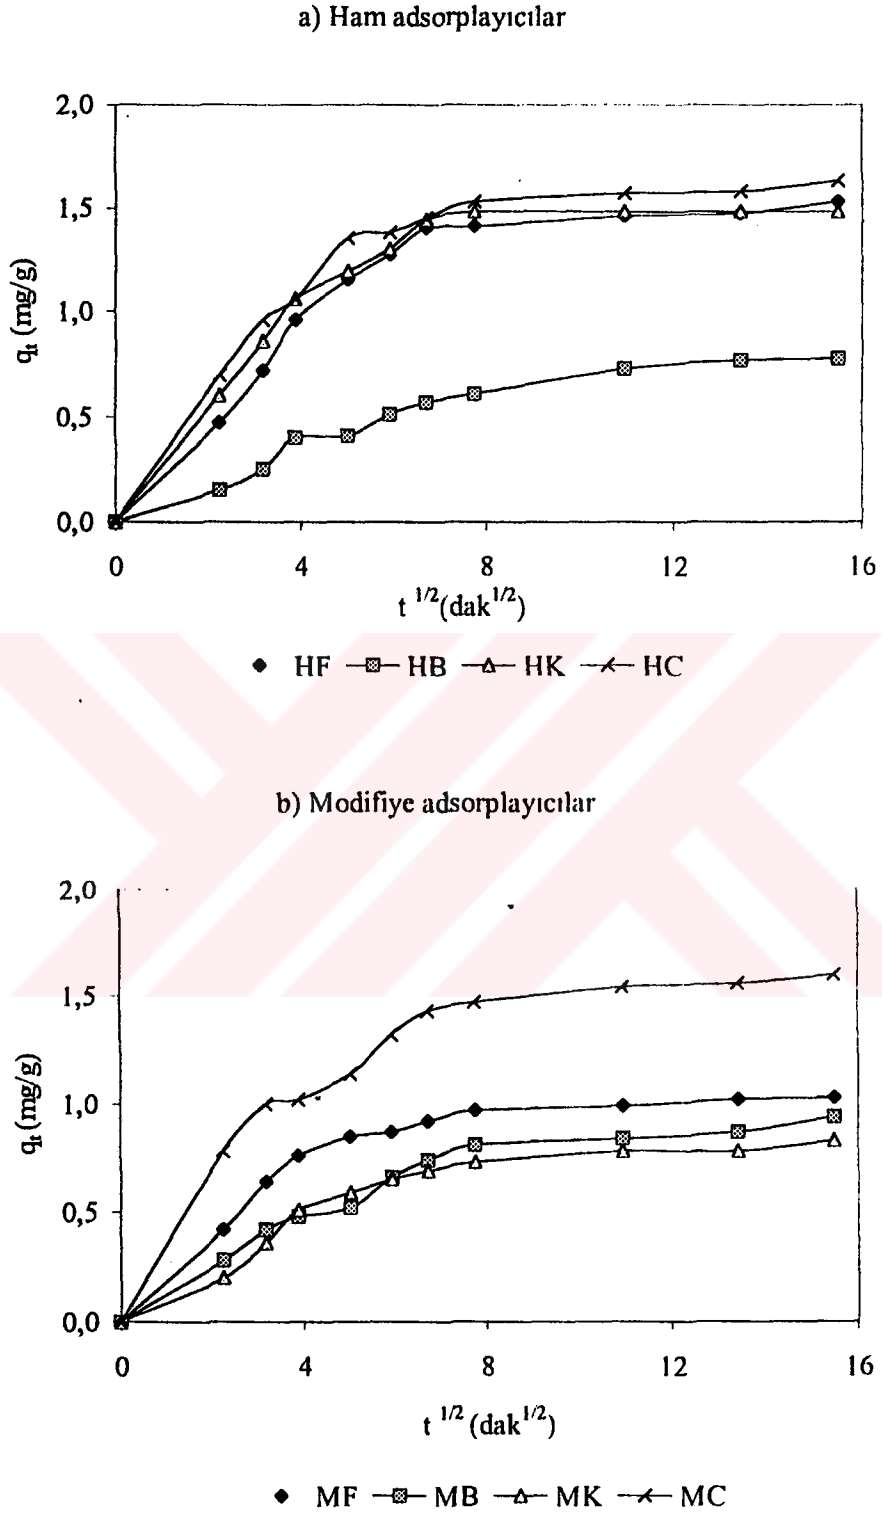 a) Ham adsorplayıcılar
2,0
1,5
1,0
0,5
0,0
qt (mg/g)
0 4 8 12 16
t 1/2(dak1/2)
HF HB HK HC
b) Modifiye adsorplayıcılar
2,0
1,5
1,0
0,5
0,0
qt (mg/g)
0 4 8 12 16
t 1/2 (dak1/2)
MF MB MK MC